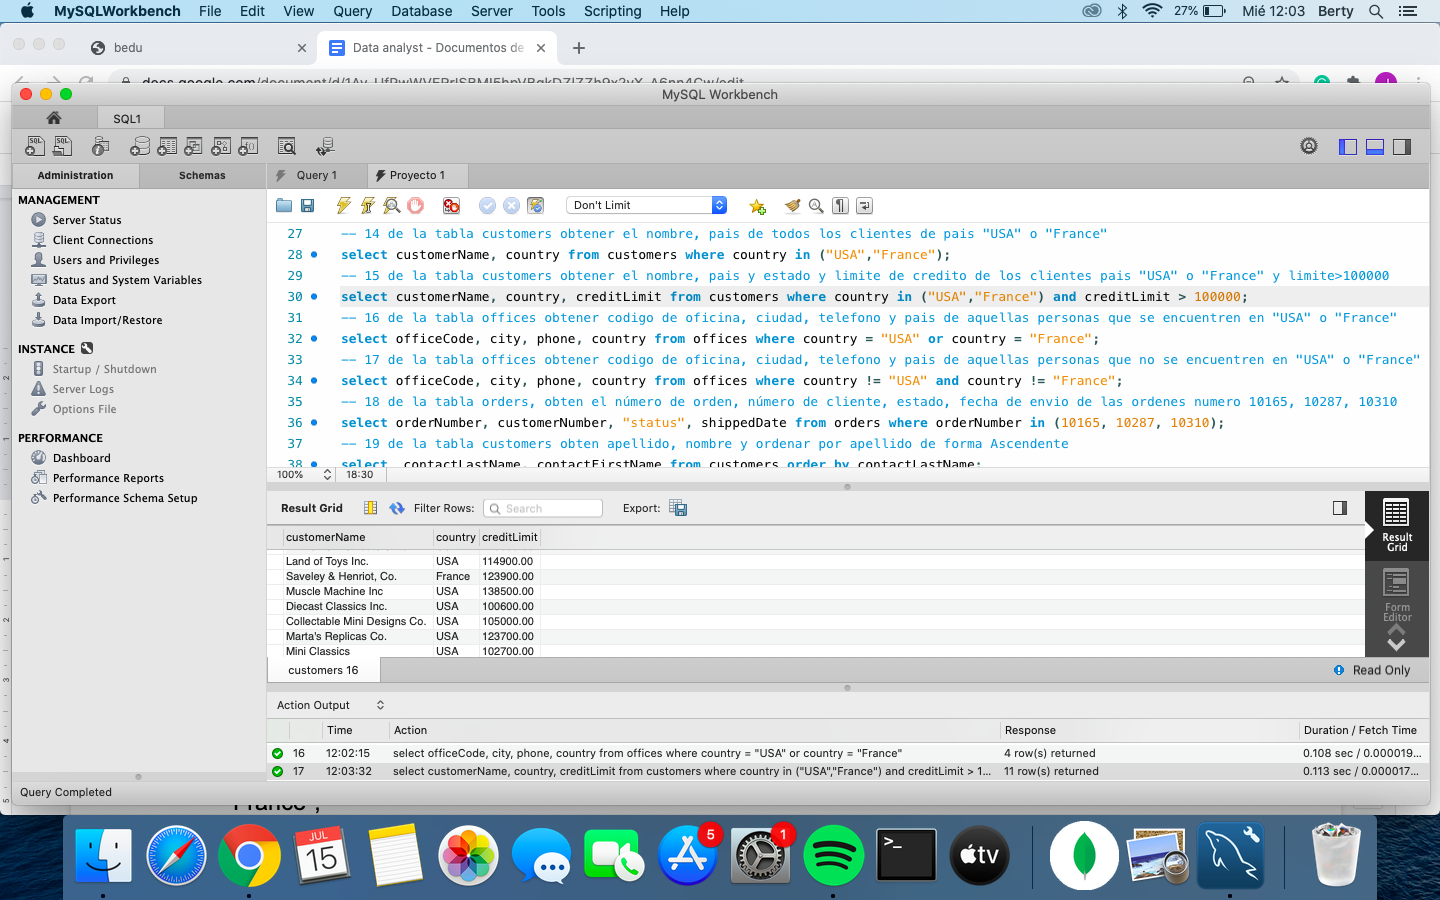 MySQLWorkbench File Edit View Query Database Server Tools Scripting Help 27% Mié 12:03 Berty
bedu Data analyst - Documentos de
MySQL Workbench
SQL1
Administration Schemas Query 1 Proyecto 1
MANAGEMENT
Server Status
Client Connections
Users and Privileges
Status and System Variables
Data Export
Data Import/Restore
INSTANCE
Startup / Shutdown
Server Logs
Options File
PERFORMANCE
Dashboard
Performance Reports
Performance Schema Setup
Don't Limit
27 -- 14 de la tabla customers obtener el nombre, pais de todos los clientes de pais "USA" o "France"
28 select customerName, country from customers where country in ("USA","France");
29 -- 15 de la tabla customers obtener el nombre, pais y estado y limite de credito de los clientes pais "USA" o "France" y limite>100000
30 select customerName, country, creditLimit from customers where country in ("USA","France") and creditLimit > 100000;
31 -- 16 de la tabla offices obtener codigo de oficina, ciudad, telefono y pais de aquellas personas que se encuentren en "USA" o "France"
32 select officeCode, city, phone, country from offices where country = "USA" or country = "France";
33 -- 17 de la tabla offices obtener codigo de oficina, ciudad, telefono y pais de aquellas personas que no se encuentren en "USA" o "France"
34 select officeCode, city, phone, country from offices where country != "USA" and country != "France";
35 -- 18 de la tabla orders, obten el número de orden, número de cliente, estado, fecha de envio de las ordenes numero 10165, 10287, 10310
36 select orderNumber, customerNumber, "status", shippedDate from orders where orderNumber in (10165, 10287, 10310);
37 -- 19 de la tabla customers obten apellido, nombre y ordenar por apellido de forma Ascendente
38 select contactLastName, contactFirstName from customers order by contactLastName;
100% 18:30
Result Grid Filter Rows: Search Export:
customerName country creditLimit
Land of Toys Inc. USA 114900.00
Saveley & Henriot, Co. France 123900.00
Muscle Machine Inc USA 138500.00
Diecast Classics Inc. USA 100600.00
Collectable Mini Designs Co. USA 105000.00
Marta's Replicas Co. USA 123700.00
Mini Classics USA 102700.00
Result
Grid
Form
Editor
customers 16 Read Only
Action Output
Time Action Response Duration / Fetch Time
16 12:02:15 select officeCode, city, phone, country from offices where country = "USA" or country = "France" 4 row(s) returned 0.108 sec / 0.000019...
17 12:03:32 select customerName, country, creditLimit from customers where country in ("USA","France") and creditLimit > 1... 11 row(s) returned 0.113 sec / 0.000017...
Query Completed
JUL
15
5
1
>_
tv